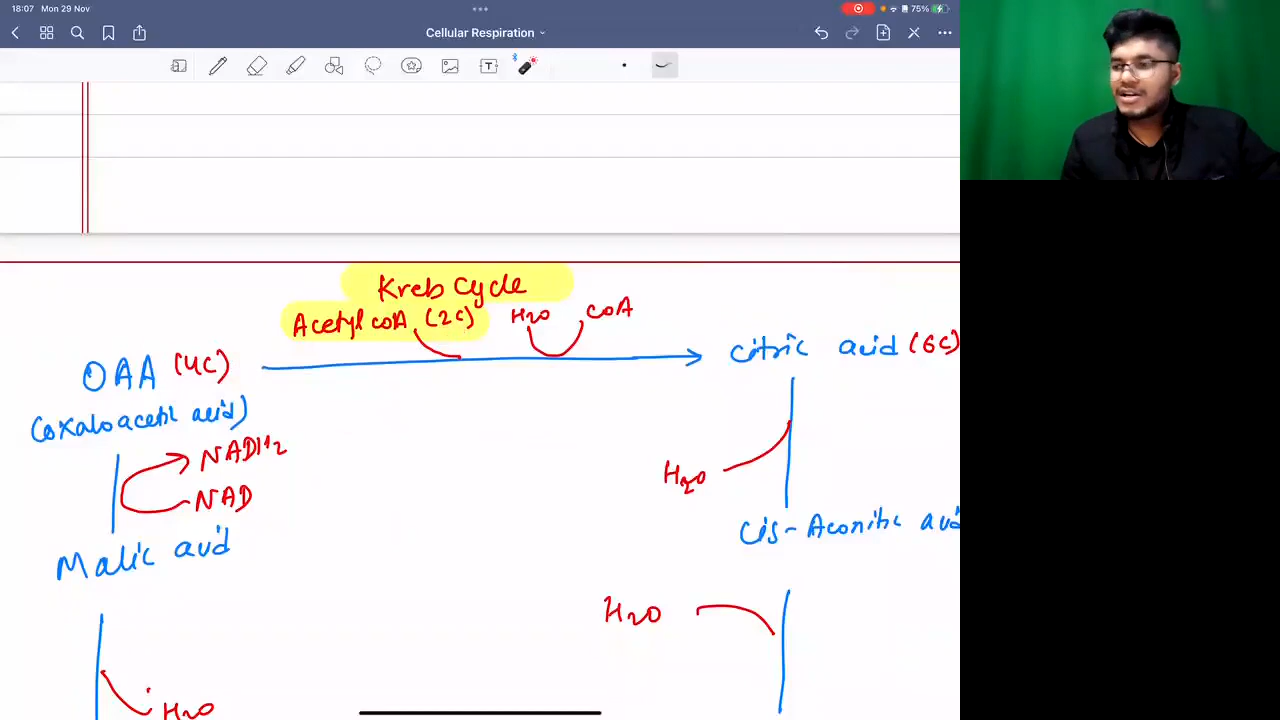 18:07 Mon 29 Nov
75%
Cellular Respiration
T
Kreb Cycle
Acetyl coA (2C) H2O CoA
OAA (4C)
Citric acid (6C)
(oxaloacetic acid)
NADH2
NAD
H2O
Cis-Aconitic acid
Malic acid
H2O
H2O